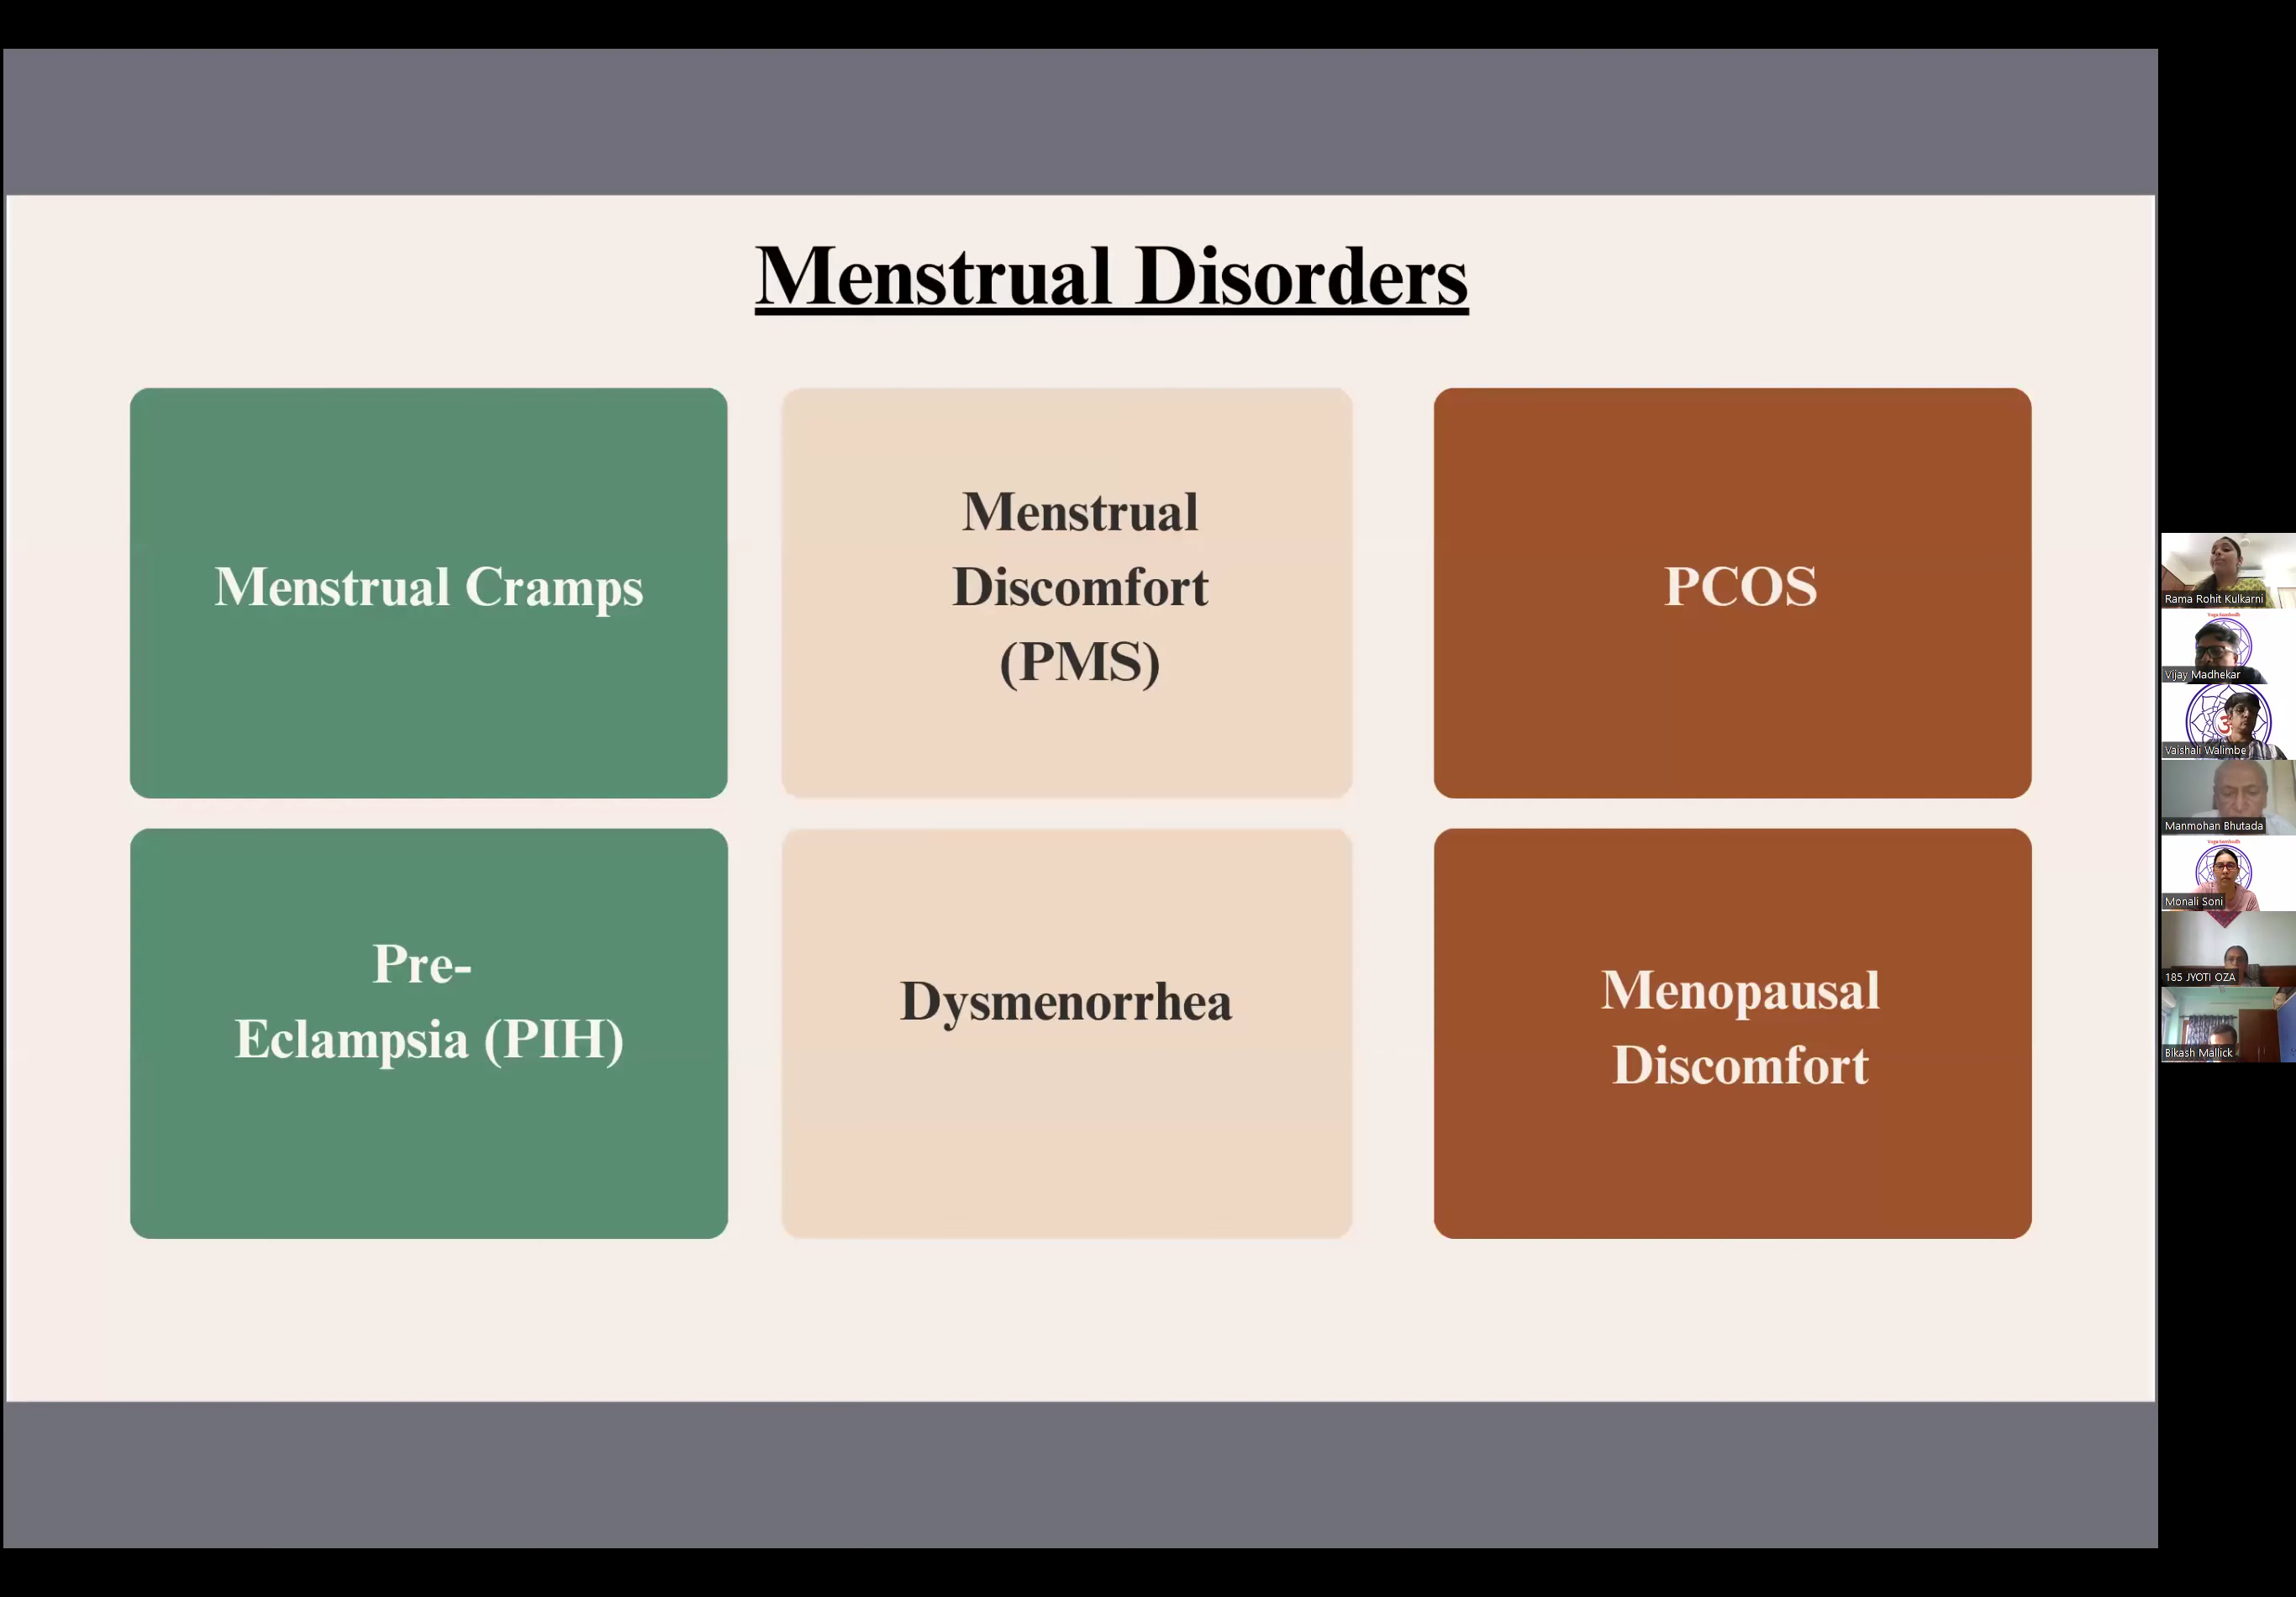 Menstrual Disorders
Menstrual Cramps
Menstrual
Discomfort
(PMS)
PCOS
Pre-
Eclampsia (PIH)
Dysmenorrhea
Menopausal
Discomfort
Rama Rohit Kulkarni
Vijay Madhekar
ॐ
Vaishali Walimbe
Manmohan Bhutada
Monali Soni
185 JYOTI OZA
Bikash Mallick